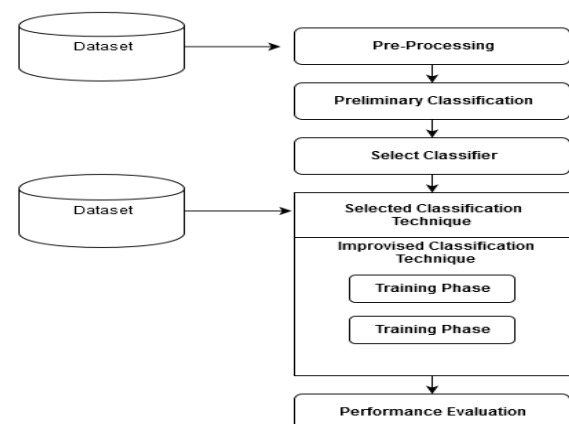 Dataset
Pre-Processing
Preliminary Classification
Select Classifier
Dataset
Selected Classification
Technique
Improvised Classification
Technique
Training Phase
Training Phase
Performance Evaluation